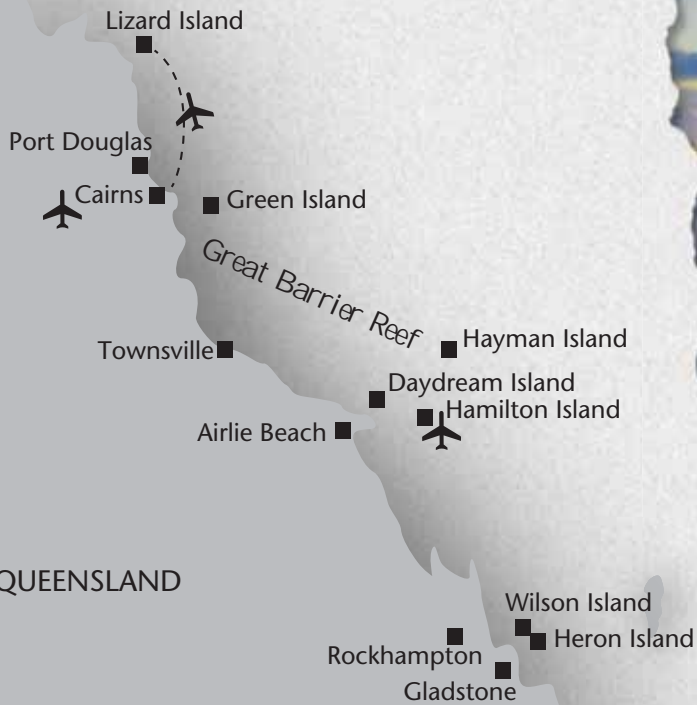 Lizard Island
Port Douglas
Cairns
Green Island
Great Barrier Reef
Hayman Island
Townsville
Daydream Island
Hamilton Island
Airlie Beach
QUEENSLAND
Wilson Island
Heron Island
Rockhampton
Gladstone